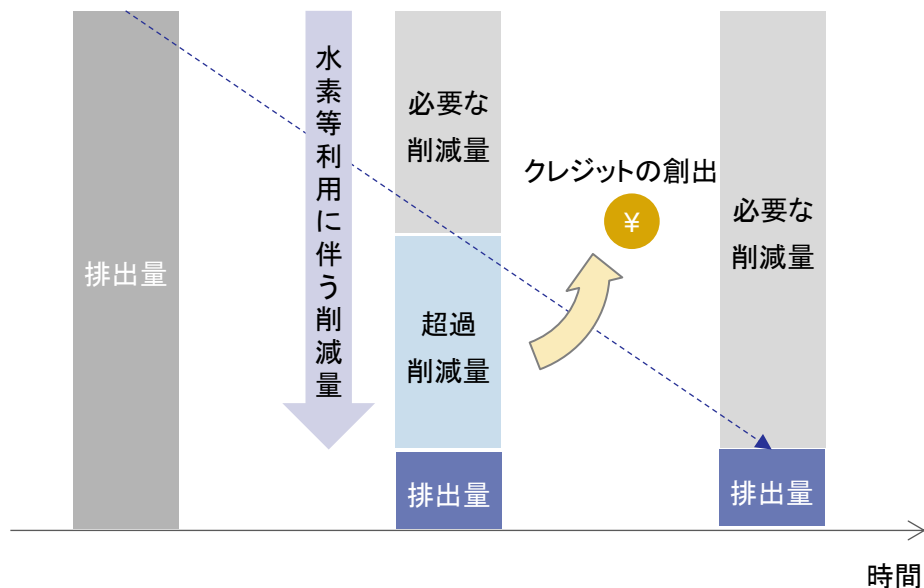 排出量
水素等利用に伴う削減量
必要な
削減量
超過
削減量
排出量
クレジットの創出
¥
必要な
削減量
排出量
時間